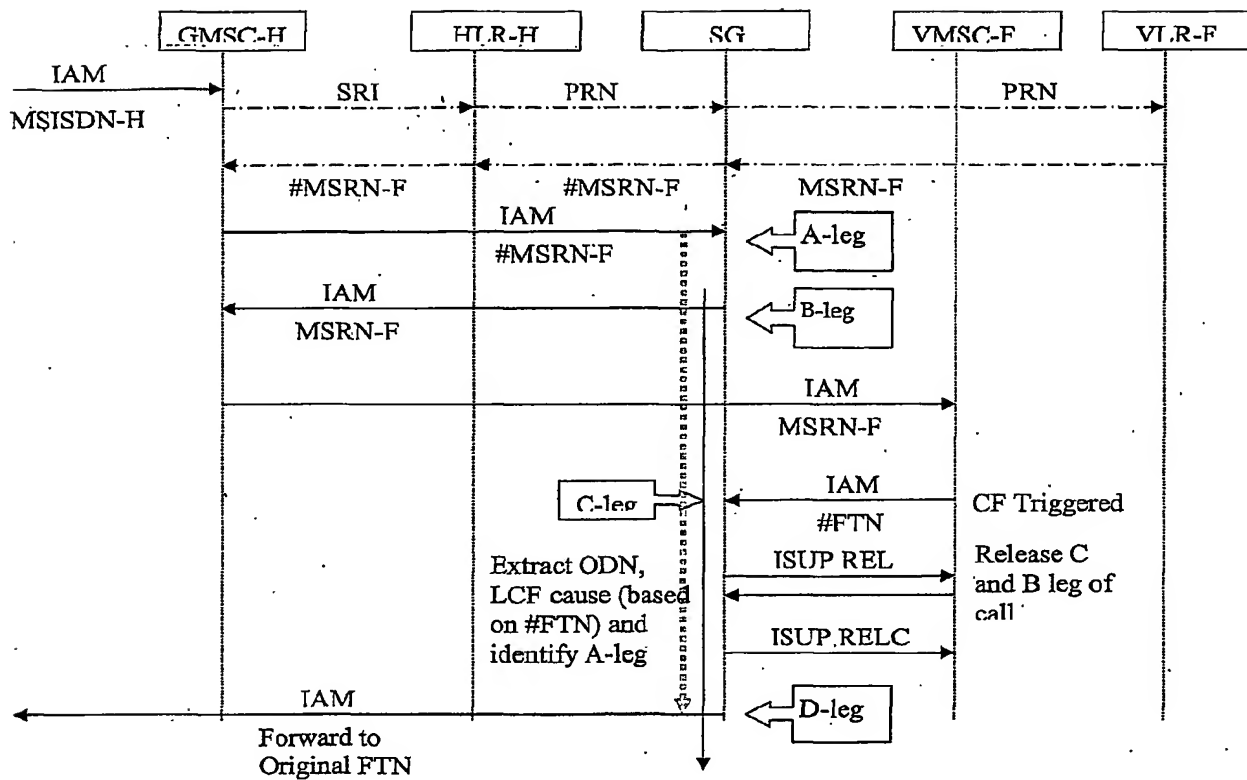 GMSC-H HLR-H SG VMSC-F VLR-F
IAM
SRI PRN PRN
MSISDN-H
#MSRN-F #MSRN-F MSRN-F
IAM
A-leg
#MSRN-F
IAM
B-leg
MSRN-F
IAM
MSRN-F
C-leg
IAM
CF Triggered
#FTN
Extract ODN,
LCF cause (based
on #FTN) and
identify A-leg
ISUP REL
Release C
and B leg of
call
ISUP.RELC
IAM
D-leg
Forward to
Original FTN